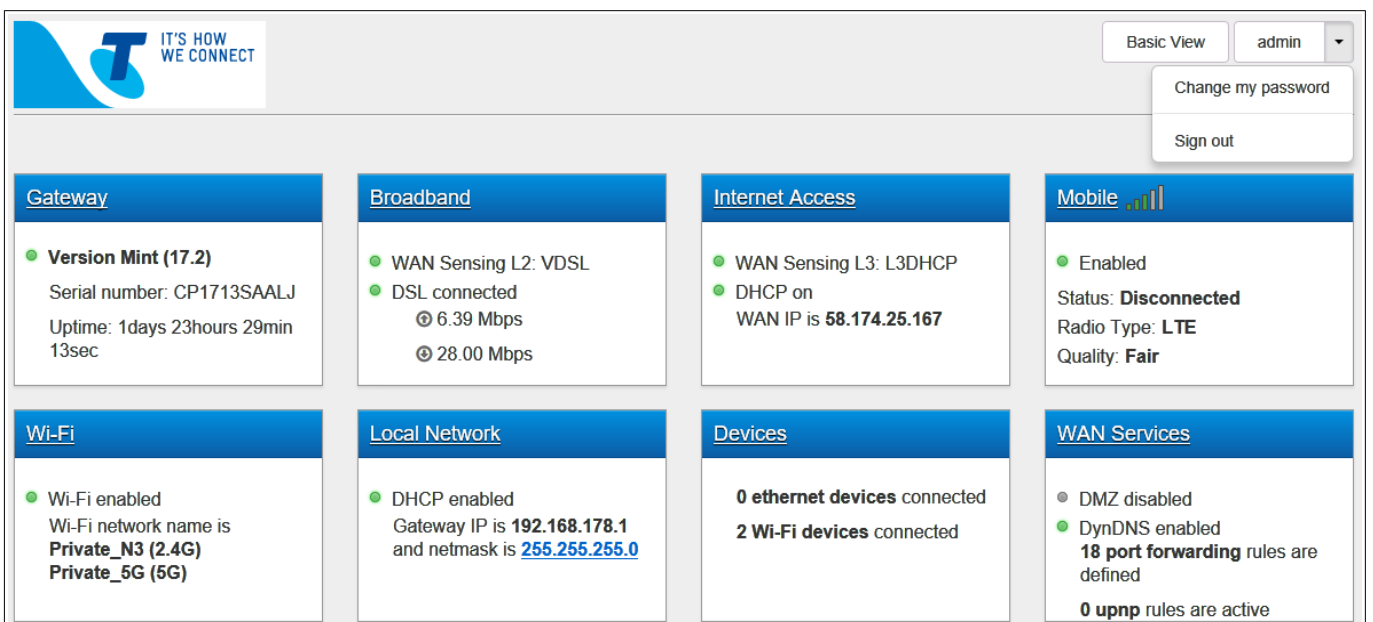 IT'S HOW
WE CONNECT
Basic View
admin
Change my password
Sign out
Gateway
Version Mint (17.2)
Serial number: CP1713SAALJ
Uptime: 1days 23hours 29min
13sec
Broadband
WAN Sensing L2: VDSL
DSL connected
6.39 Mbps
28.00 Mbps
Internet Access
WAN Sensing L3: L3DHCP
DHCP on
WAN IP is 58.174.25.167
Mobile
Enabled
Status: Disconnected
Radio Type: LTE
Quality: Fair
Wi-Fi
Wi-Fi enabled
Wi-Fi network name is
Private_N3 (2.4G)
Private_5G (5G)
Local Network
DHCP enabled
Gateway IP is 192.168.178.1
and netmask is 255.255.255.0
Devices
0 ethernet devices connected
2 Wi-Fi devices connected
WAN Services
DMZ disabled
DynDNS enabled
18 port forwarding rules are
defined
0 upnp rules are active